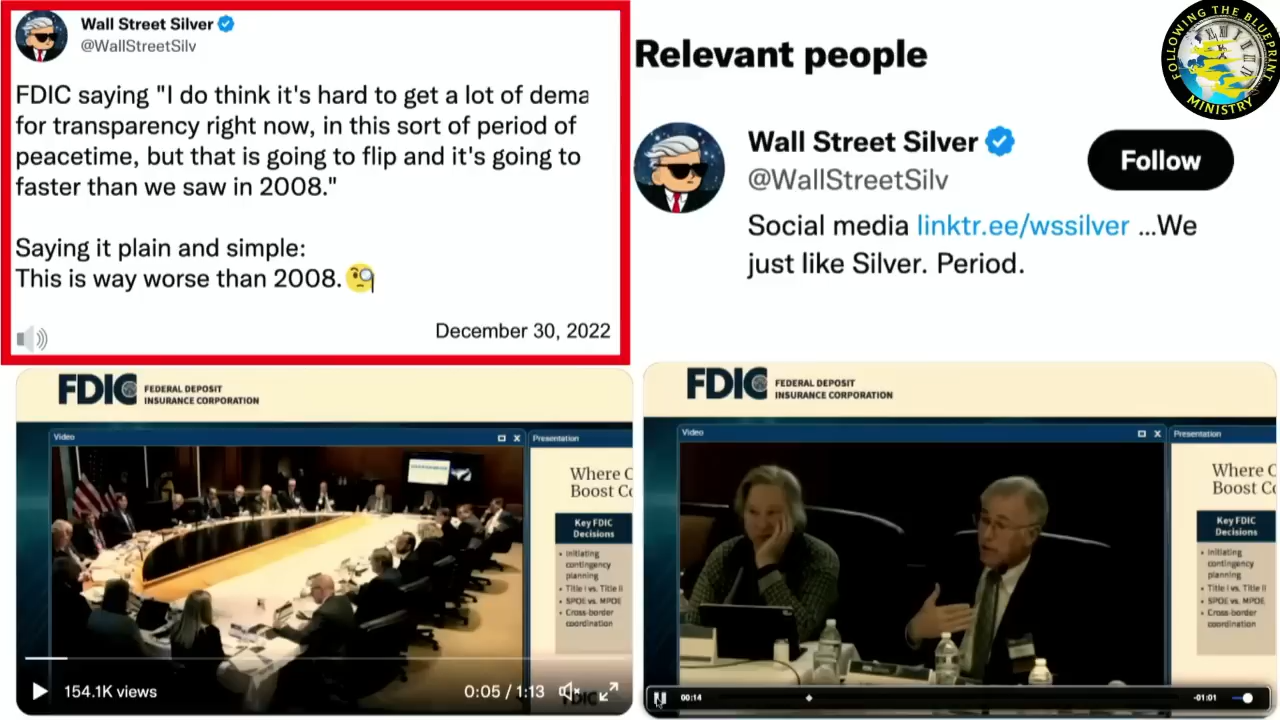 Wall Street Silver
@WallStreetSilv
FDIC saying "I do think it's hard to get a lot of dema
for transparency right now, in this sort of period of
peacetime, but that is going to flip and it's going to
faster than we saw in 2008."
Saying it plain and simple:
This is way worse than 2008.
December 30, 2022
Relevant people
Wall Street Silver
@WallStreetSilv
Follow
Social media linktr.ee/wssilver ...We
just like Silver. Period.
FOLLOWING THE BLUEPRINT
MINISTRY
FDIC
FEDERAL DEPOSIT
INSURANCE CORPORATION
Video
Presentation
Where C
Boost Co
Key FDIC
Decisions
• Initiating
contingency
planning
• Title I vs. Title II
• SPOE vs. MPOE
• Cross-border
coordination
154.1K views
0:05 / 1:13
FDIC
FDIC
FEDERAL DEPOSIT
INSURANCE CORPORATION
Video
Presentation
Where C
Boost Co
Key FDIC
Decisions
• Initiating
contingency
planning
• Title I vs. Title II
• SPOE vs. MPOE
• Cross-border
coordination
00:14
-01:01